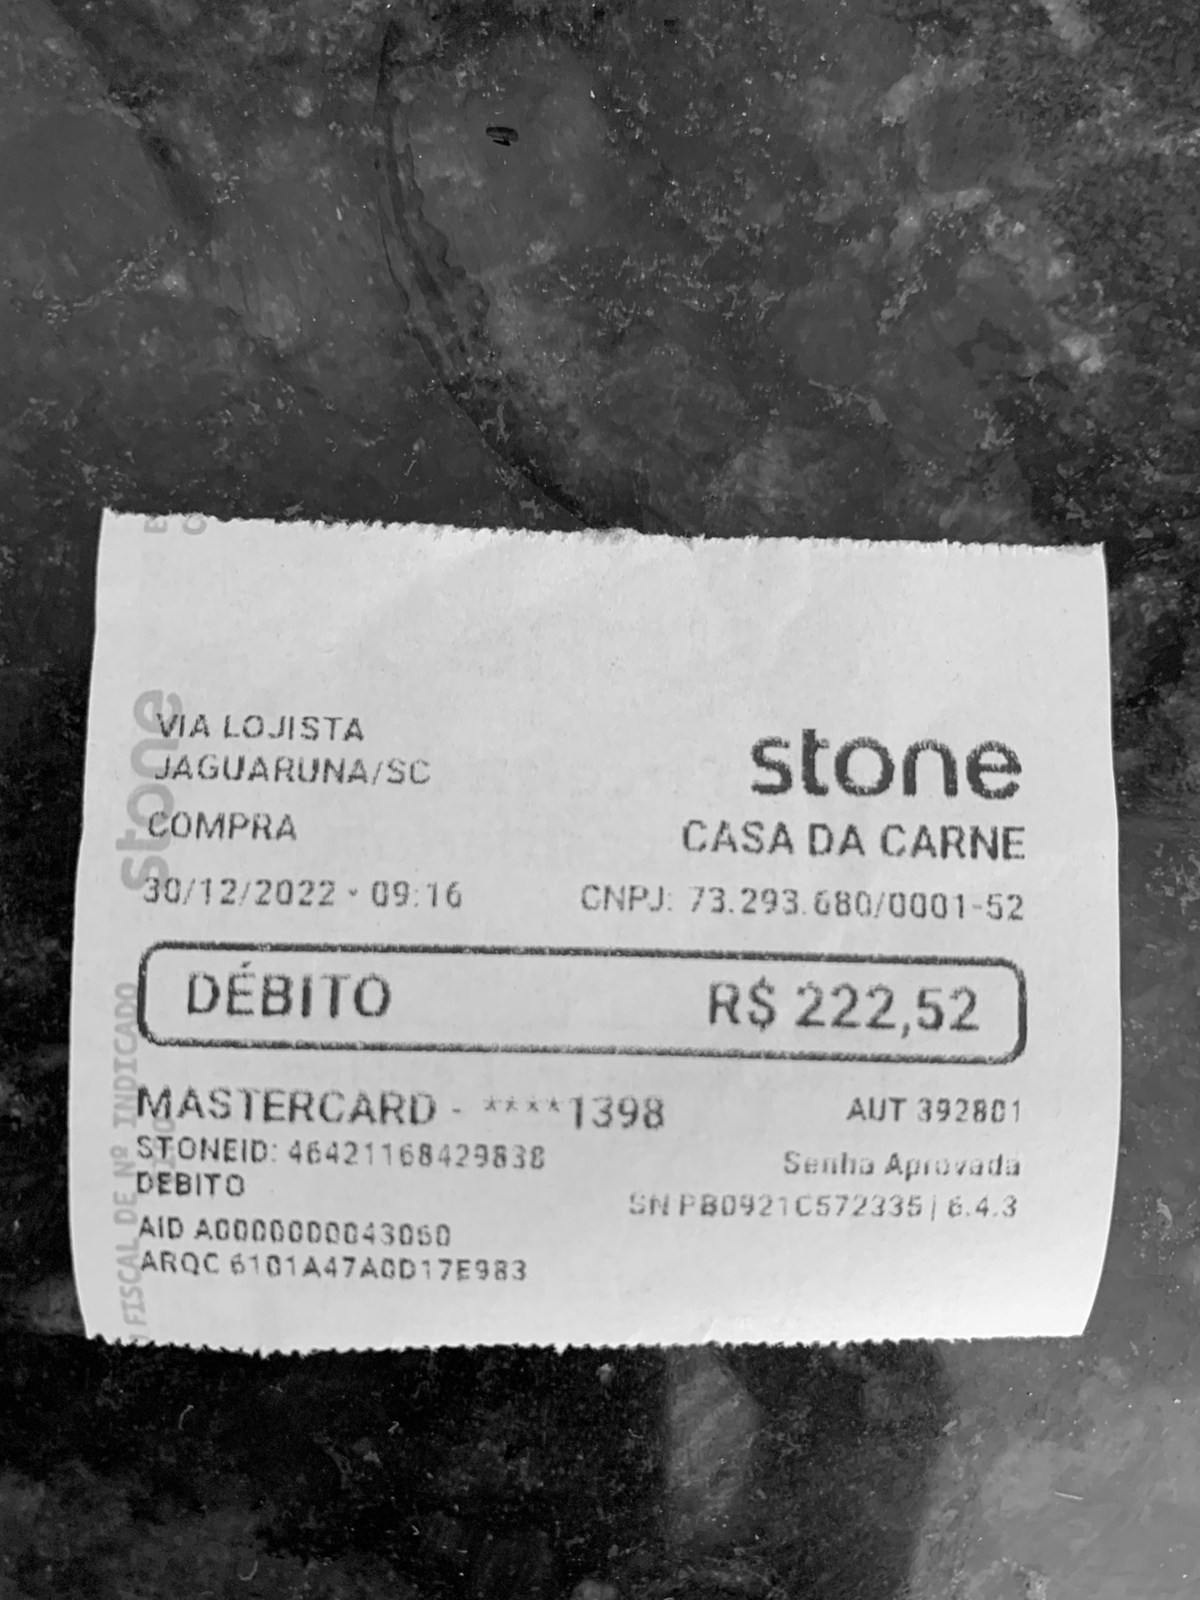 VIA LOJISTA
JAGUARUNA/SC
stone
COMPRA
CASA DA CARNE
30/12/2022 - 09:16
CNPJ: 73.293.680/0001-52
DÉBITO R$ 222,52
MASTERCARD - ****1398
AUT 392801
STONEID: 46421168429838
Senha Aprovada
DEBITO
SN PB0921C572335| 6.4.3
AID A0000000043060
ARQC 6101A47A0D17E983
stone
FISCAL DE Nº INDICADO